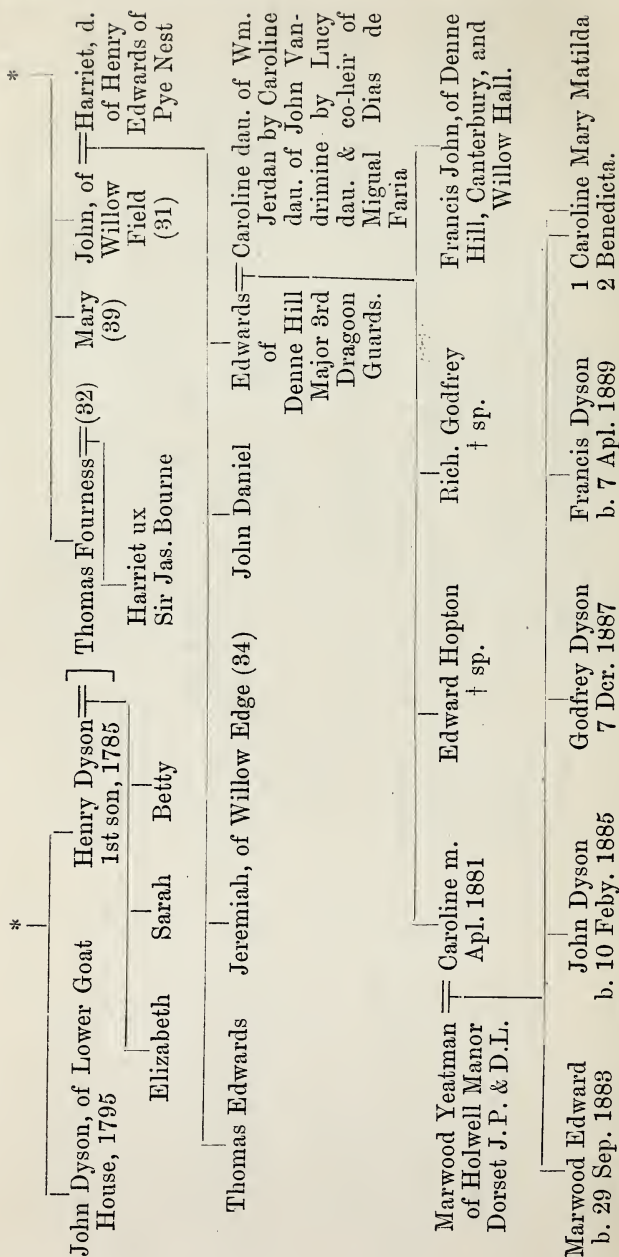 *
*
John Dyson, of Lower Goat
House, 1795
Henry Dyson
1st son, 1785
Thomas Fourness (32)
Mary
(39)
John, of
Willow
Field
(31)
Harriet, d.
of Henry
Edwards of
Pye Nest
Elizabeth
Sarah
Betty
Harriet ux
Sir Jas. Bourne
Thomas Edwards
Jeremiah, of Willow Edge (34)
John Daniel
Edwards
of
Denne Hill
Major 3rd
Dragoon
Guards.
Caroline dau. of Wm.
Jerdan by Caroline
dau. of John Van-
drimine by Lucy
dau. & co-heir of
Migual Dias de
Faria
Marwood Yeatman
of Holwell Manor
Dorset J.P. & D.L.
Caroline m.
Apl. 1881
Edward Hopton
† sp.
Rich. Godfrey
† sp.
Francis John, of Denne
Hill, Canterbury, and
Willow Hall.
Marwood Edward
b. 29 Sep. 1883
John Dyson
b. 10 Feby. 1885
Godfrey Dyson
7 Dcr. 1887
Francis Dyson
b. 7 Apl. 1889
1 Caroline Mary Matilda
2 Benedicta.